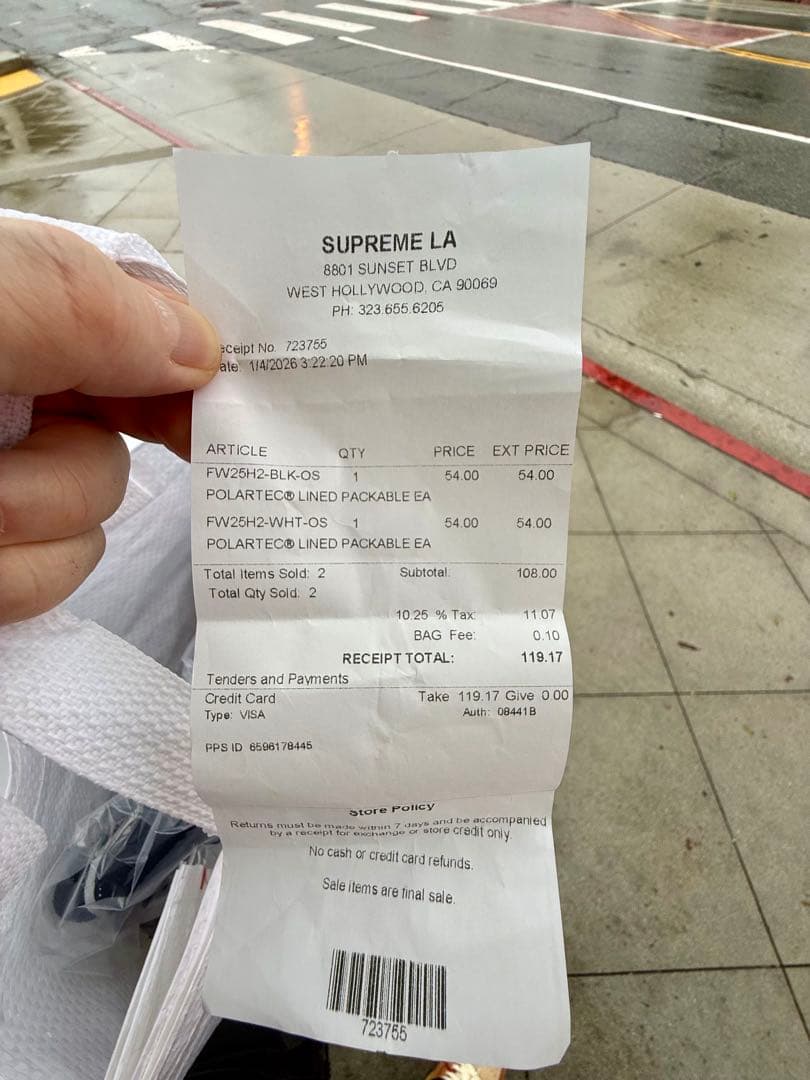 SUPREME LA
8801 SUNSET BLVD
WEST HOLLYWOOD, CA 90069
PH: 323.655.6205
eceipt No. 723755
ate: 1/4/2026 3:22:20 PM
ARTICLE QTY PRICE EXT PRICE
FW25H2-BLK-OS 1 54.00 54.00
POLARTEC® LINED PACKABLE EA
FW25H2-WHT-OS 1 54.00 54.00
POLARTEC® LINED PACKABLE EA
Total Items Sold: 2 Subtotal: 108.00
Total Qty Sold: 2
10.25 % Tax: 11.07
BAG Fee: 0.10
RECEIPT TOTAL: 119.17
Tenders and Payments
Credit Card Take 119.17 Give 0.00
Type: VISA Auth: 08441B
PPS ID 6596178445
Store Policy
Returns must be made within 7 days and be accompanied
by a receipt for exchange or store credit only.
No cash or credit card refunds.
Sale items are final sale.
723755